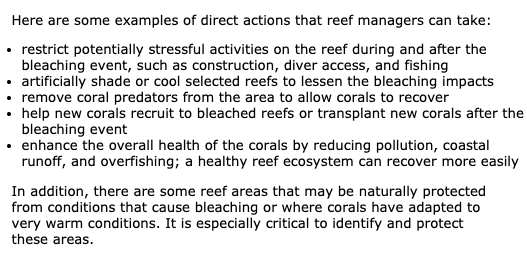 Here are some examples of direct actions that reef managers can take:
• restrict potentially stressful activities on the reef during and after the
bleaching event, such as construction, diver access, and fishing
• artificially shade or cool selected reefs to lessen the bleaching impacts
• remove coral predators from the area to allow corals to recover
• help new corals recruit to bleached reefs or transplant new corals after the
bleaching event
• enhance the overall health of the corals by reducing pollution, coastal
runoff, and overfishing; a healthy reef ecosystem can recover more easily
In addition, there are some reef areas that may be naturally protected
from conditions that cause bleaching or where corals have adapted to
very warm conditions. It is especially critical to identify and protect
these areas.